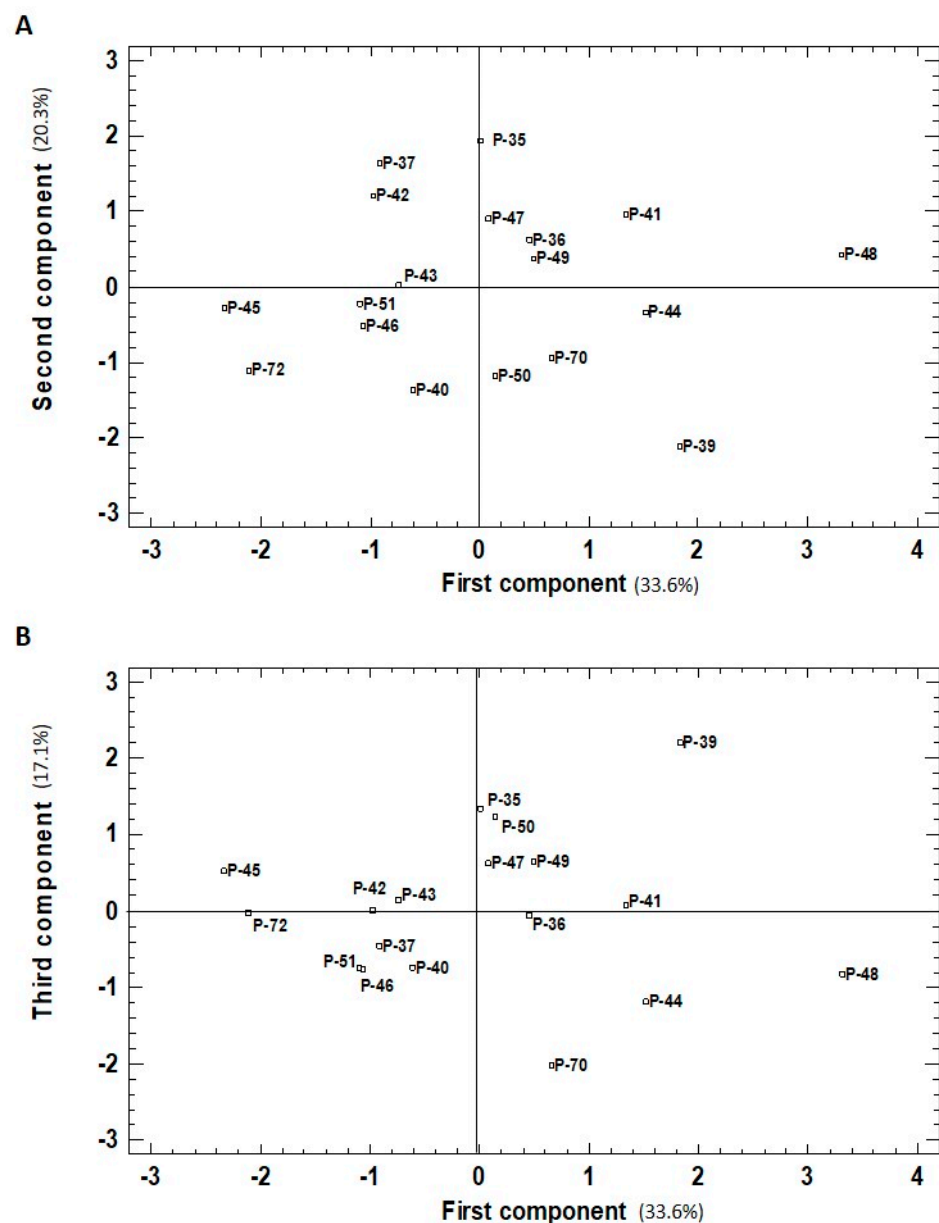 A
Second component (20.3%)
3
2
1
0
-1
-2
-3
P-35
P-37
P-42
P-47
P-41
P-36
P-49
P-48
P-43
P-51
P-45
P-46
P-44
P-72
P-40
P-50
P-70
P-39
-3 -2 -1 0 1 2 3 4
First component (33.6%)
B
Third component (17.1%)
3
2
1
0
-1
-2
-3
P-39
P-35
P-50
P-47
P-49
P-45
P-42
P-43
P-41
P-72
P-36
P-37
P-51
P-40
P-46
P-48
P-44
P-70
-3 -2 -1 0 1 2 3 4
First component (33.6%)